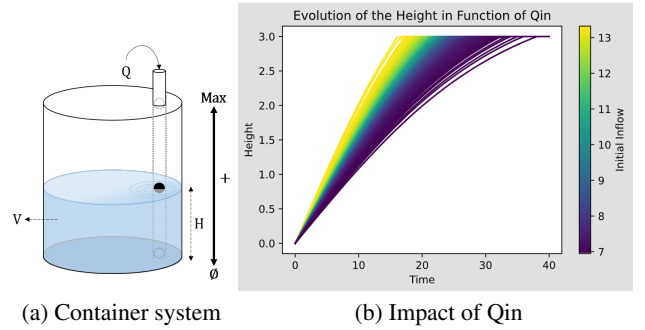 Q
Max
+
V
H
Ø
(a) Container system
Evolution of the Height in Function of Qin
Height
3.0
2.5
2.0
1.5
1.0
0.5
0.0
0
10
20
30
40
Time
13
12
11
10
9
8
7
Initial Inflow
(b) Impact of Qin